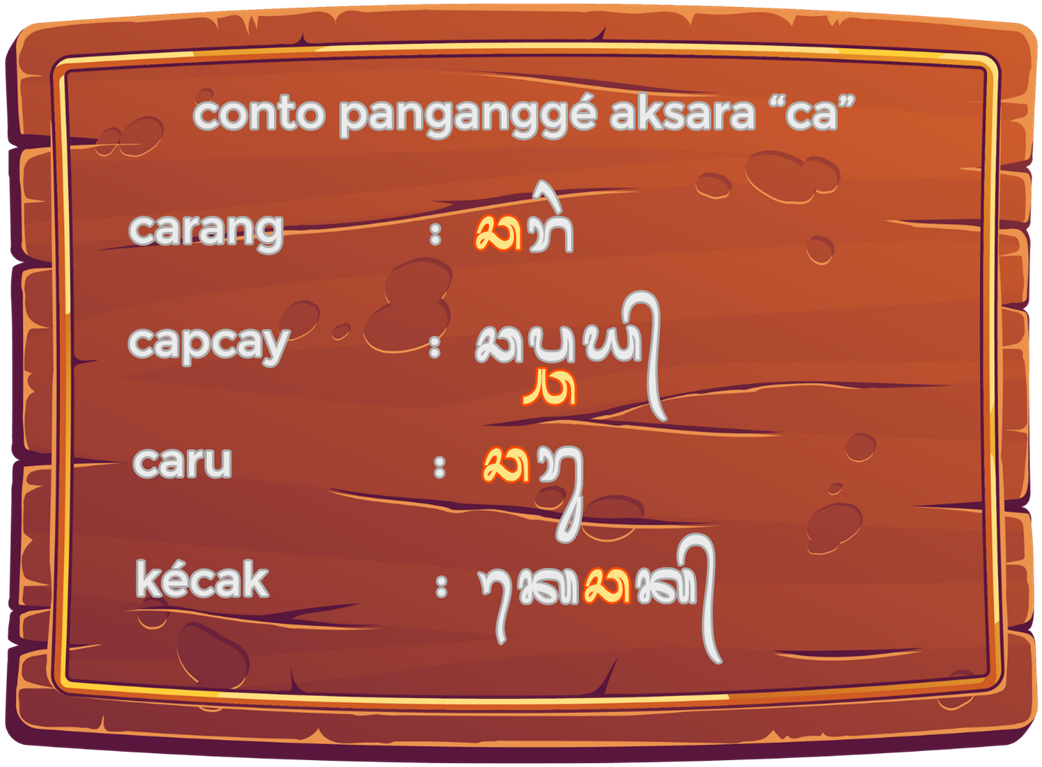 conto panganggé aksara “ca”
carang : ᬘᬭᬂ
capcay : ᬘᬧ᭄ᬘᬬ᭄
caru : ᬘᬭᬸ
kécak : ᬓᬾᬘᬓ᭄